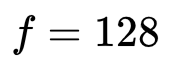 f = 128